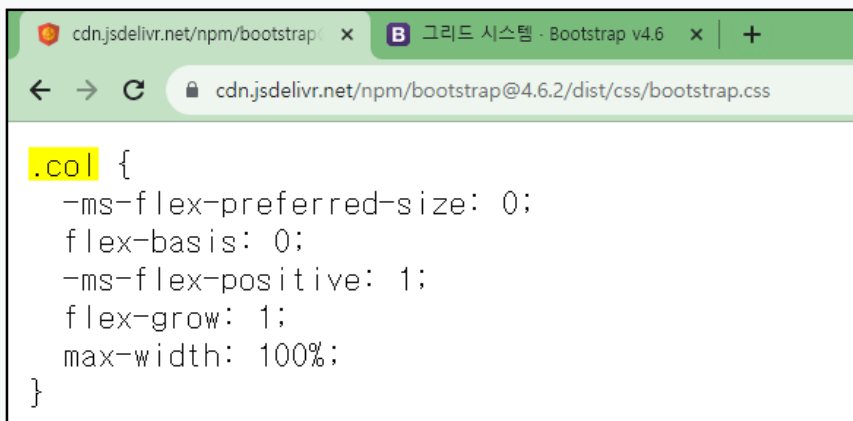 cdn.jsdelivr.net/npm/bootstrap
그리드 시스템 · Bootstrap v4.6
cdn.jsdelivr.net/npm/bootstrap@4.6.2/dist/css/bootstrap.css
.col {
-ms-flex-preferred-size: 0;
flex-basis: 0;
-ms-flex-positive: 1;
flex-grow: 1;
max-width: 100%;
}